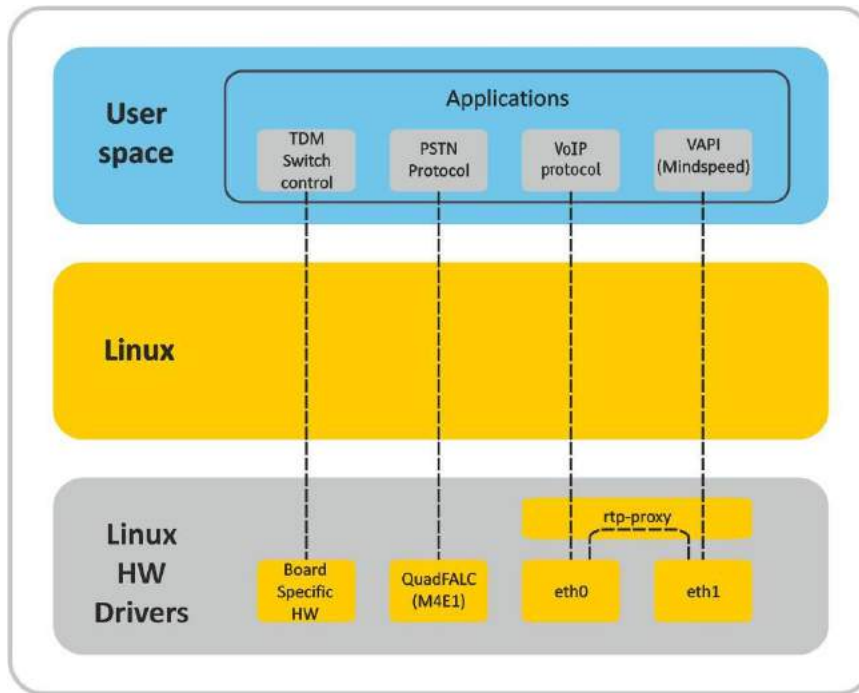 User
space
Applications
TDM
Switch
control
PSTN
Protocol
VoIP
protocol
VAPI
(Mindspeed)
Linux
Linux
HW
Drivers
rtp-proxy
Board
Specific
HW
QuadFALC
(M4E1)
eth0
eth1